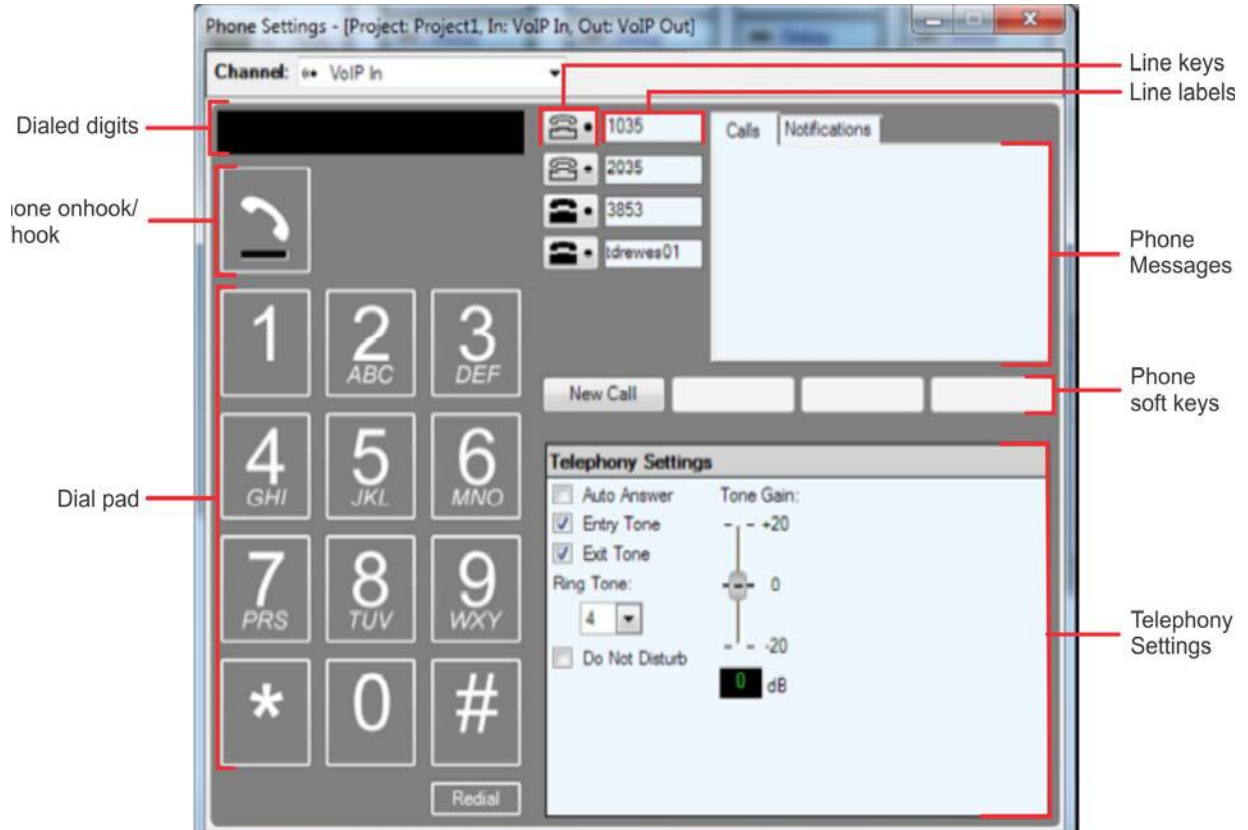 Phone Settings - [Project: Project1, In: VoIP In, Out: VoIP Out]
Channel: VoIP In
Line keys
Line labels
Dialed digits
one onhook/
hook
1035
2035
3853
tdrewes01
Calls
Notifications
Phone
Messages
1
2
ABC
3
DEF
New Call
Phone
soft keys
Dial pad
4
GHI
5
JKL
6
MNO
7
PRS
8
TUV
9
WXY
*
0
#
Redial
Telephony Settings
Auto Answer
Entry Tone
Exit Tone
Ring Tone:
4
Do Not Disturb
Tone Gain:
+20
0
-20
0 dB
Telephony
Settings